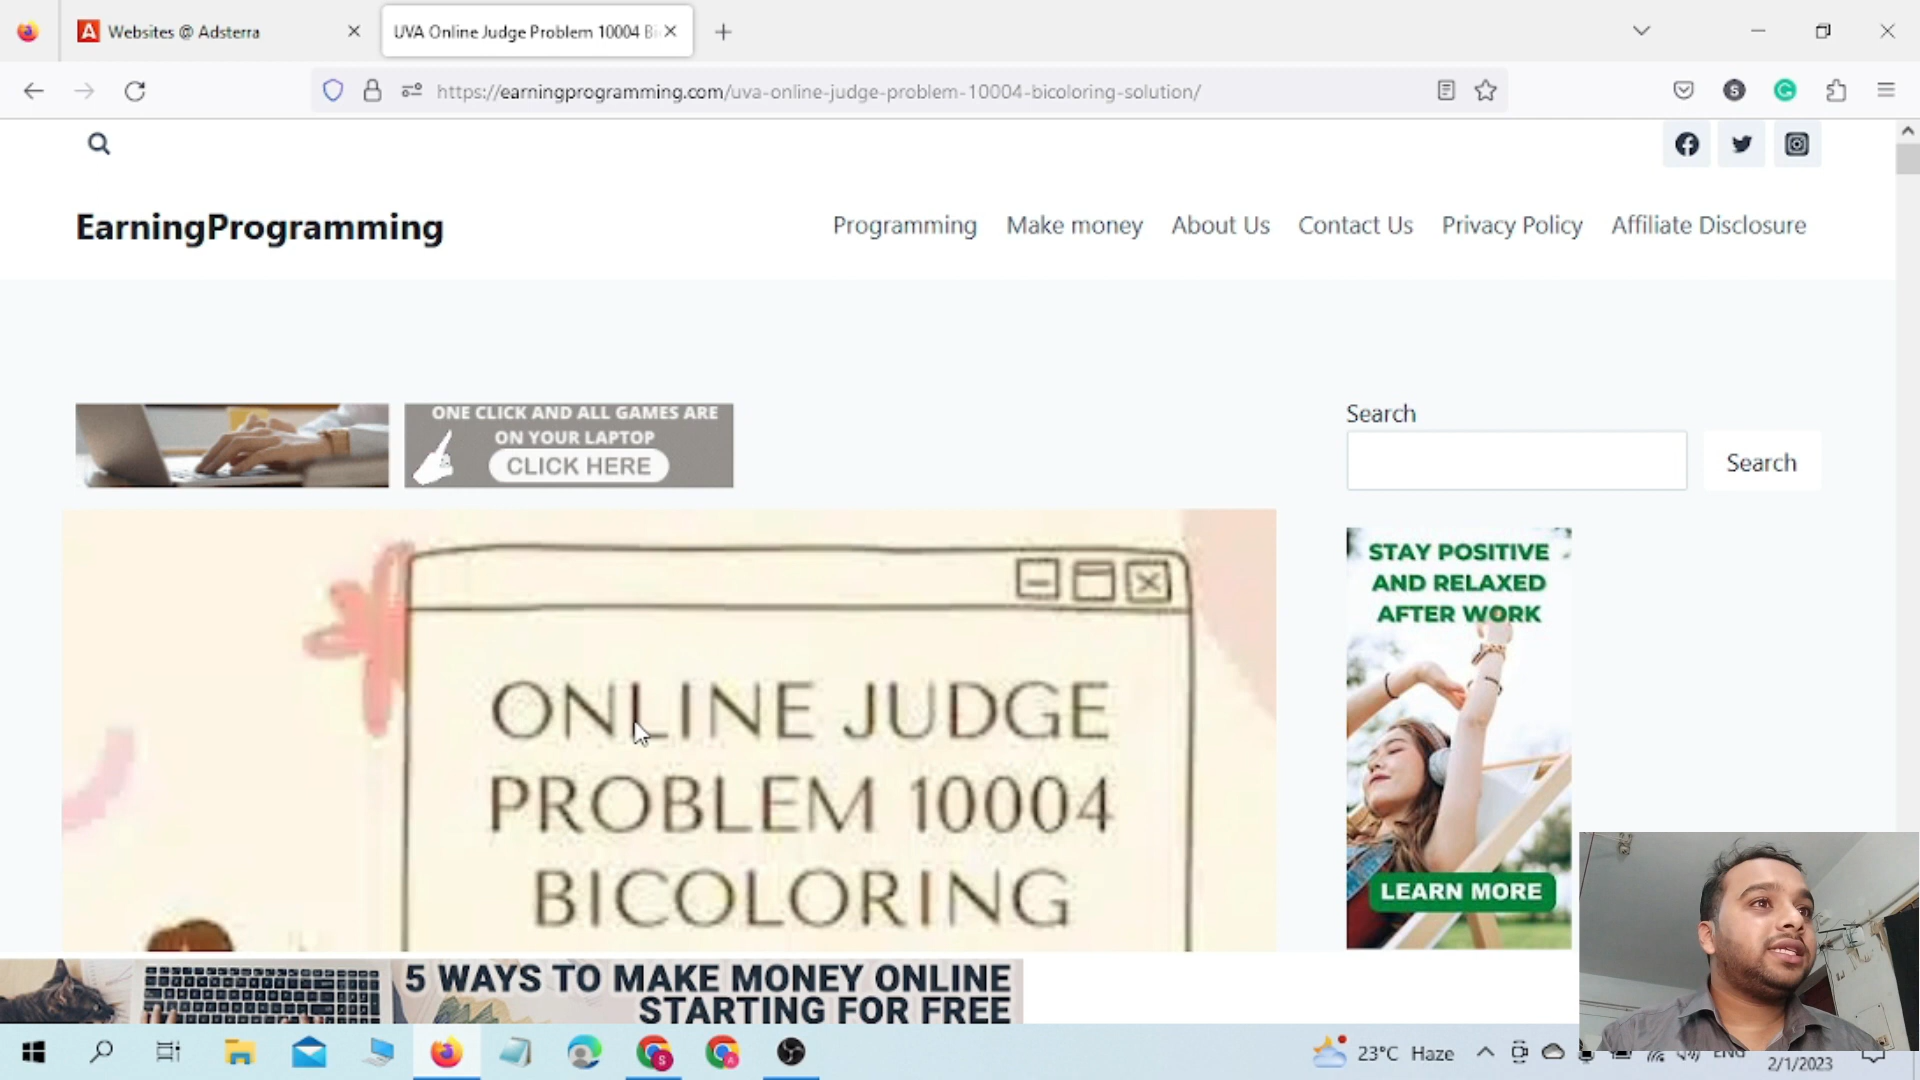 Websites @ Adsterra
UVA Online Judge Problem 10004 Bi
https://earningprogramming.com/uva-online-judge-problem-10004-bicoloring-solution/
EarningProgramming
Programming
Make money
About Us
Contact Us
Privacy Policy
Affiliate Disclosure
ONE CLICK AND ALL GAMES ARE
ON YOUR LAPTOP
CLICK HERE
Search
Search
STAY POSITIVE
AND RELAXED
AFTER WORK
LEARN MORE
ONLINE JUDGE
PROBLEM 10004
BICOLORING
5 WAYS TO MAKE MONEY ONLINE
STARTING FOR FREE
23°C Haze
ENG
2/1/2023